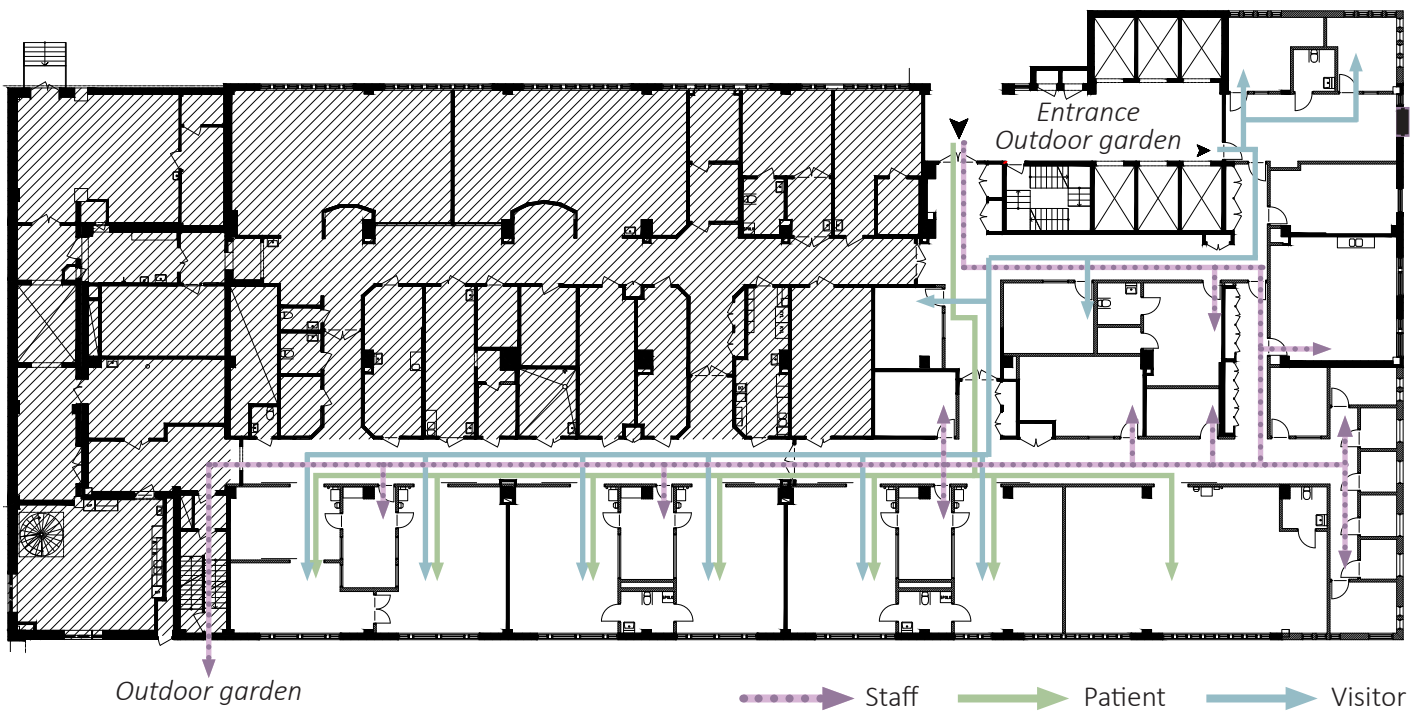 Entrance
Outdoor garden
Outdoor garden
Staff
Patient
Visitor